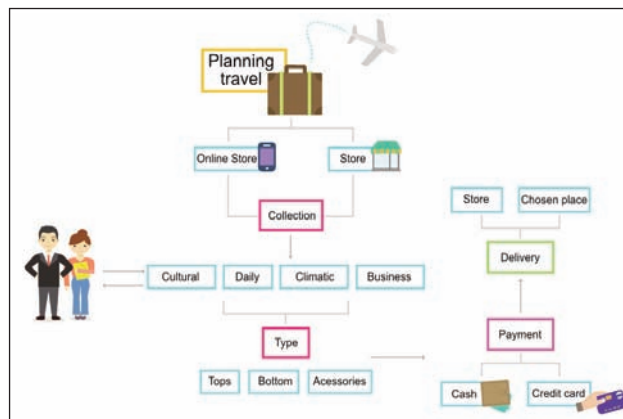 Planning
travel
Online Store
Store
Collection
Cultural
Daily
Climatic
Business
Type
Tops
Bottom
Acessories
Store
Chosen place
Delivery
Payment
Cash
Credit card